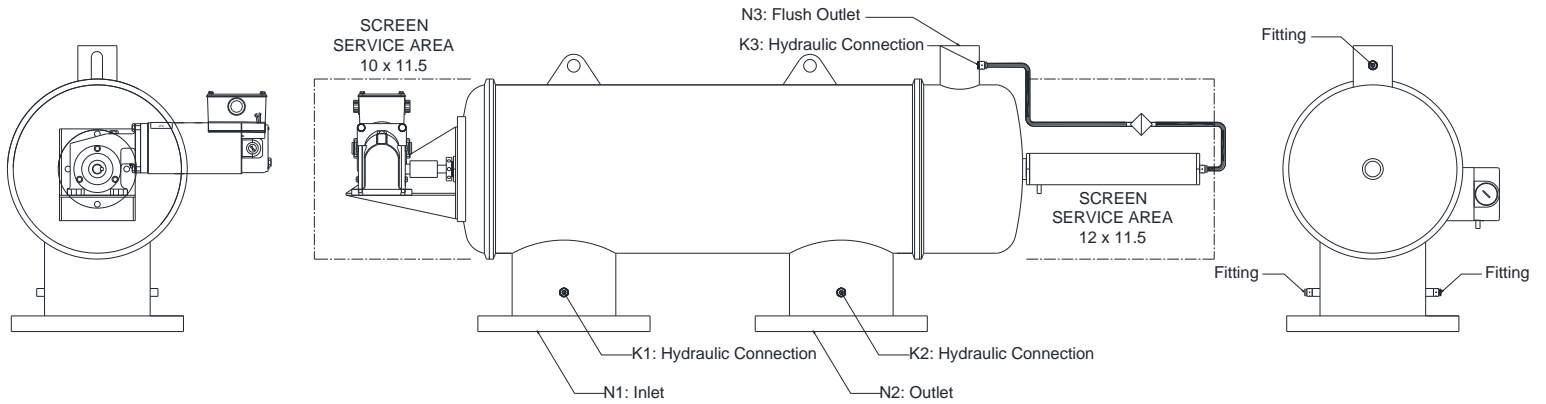 SCREEN
SERVICE AREA
10 x 11.5
N3: Flush Outlet
K3: Hydraulic Connection
Fitting
SCREEN
SERVICE AREA
12 x 11.5
Fitting
Fitting
K1: Hydraulic Connection
K2: Hydraulic Connection
N1: Inlet
N2: Outlet